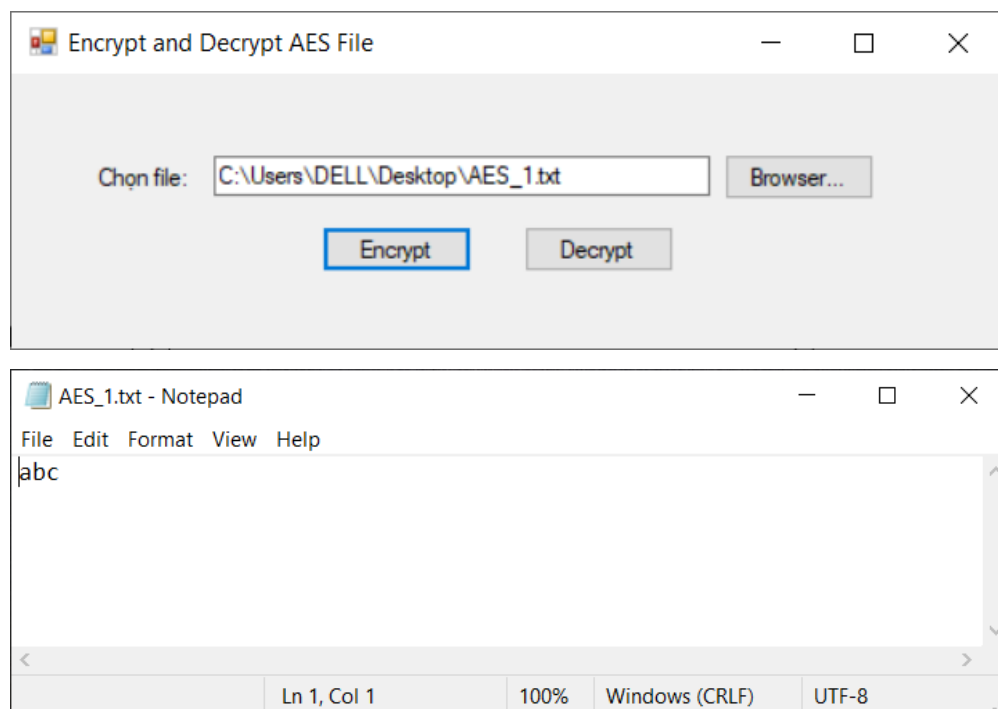 Encrypt and Decrypt AES File
Chọn file: C:\Users\DELL\Desktop\AES_1.txt Browser...
Encrypt Decrypt
AES_1.txt - Notepad
File Edit Format View Help
abc
Ln 1, Col 1 100% Windows (CRLF) UTF-8